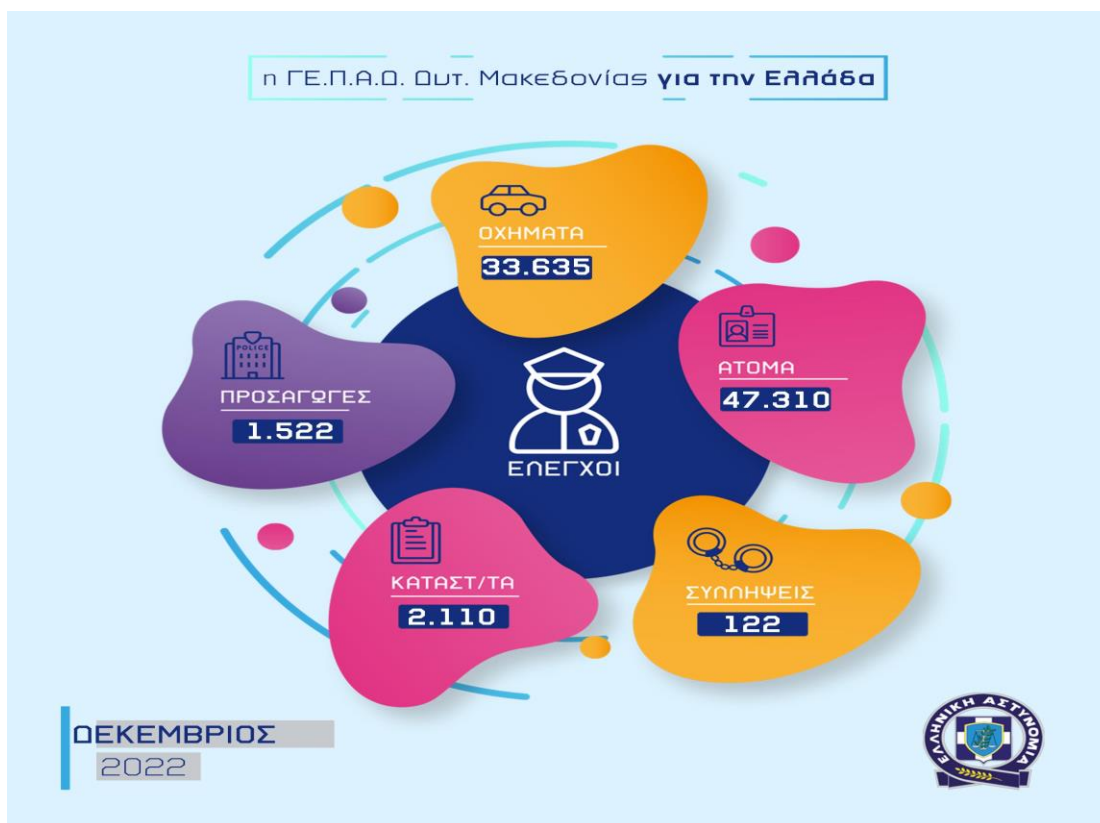 η ΓΕ.Π.Α.Δ. Δυτ. Μακεδονίας για την Ελλάδα
ΟΧΗΜΑΤΑ
33.635
POLICE
ΠΡΟΣΑΓΩΓΕΣ
1.522
ΑΤΟΜΑ
47.310
ΕΛΕΓΧΟΙ
ΚΑΤΑΣΤ/ΤΑ
2.110
ΣΥΛΛΗΨΕΙΣ
122
ΔΕΚΕΜΒΡΙΟΣ
2022
ΕΛΛΗΝΙΚΗ ΑΣΤΥΝΟΜΙΑ